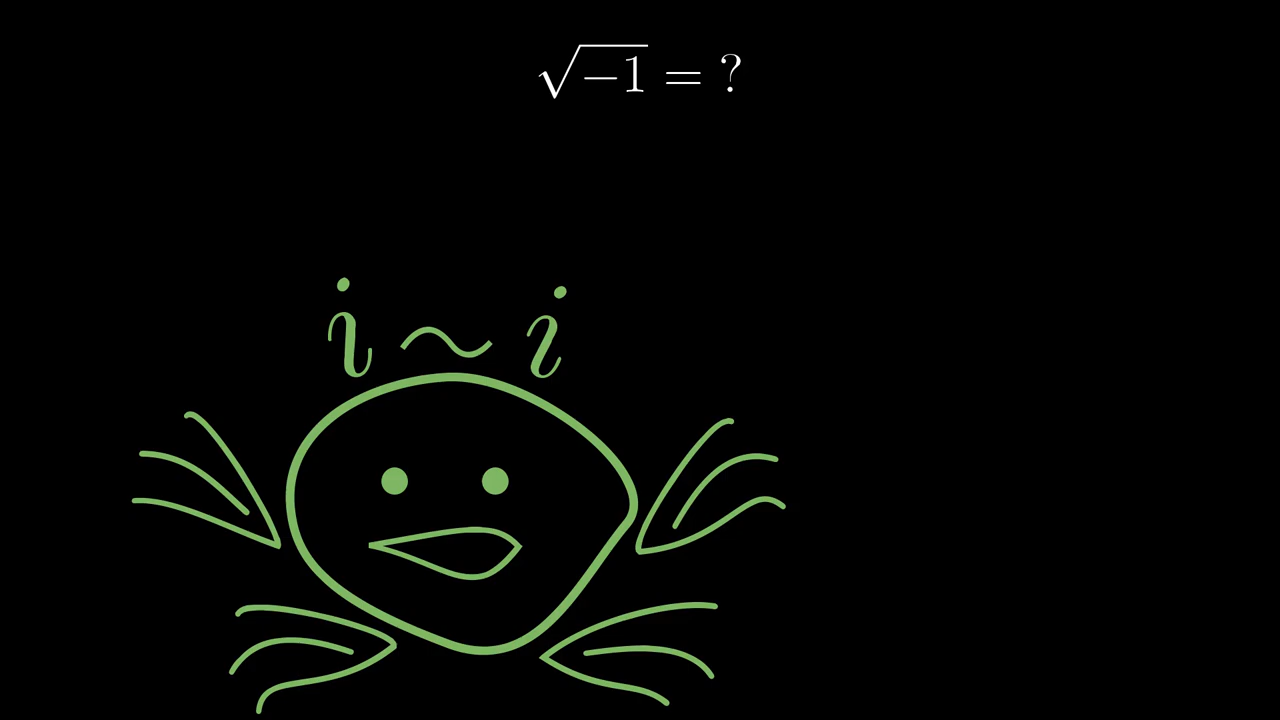 √−1 = ?
i ~ i